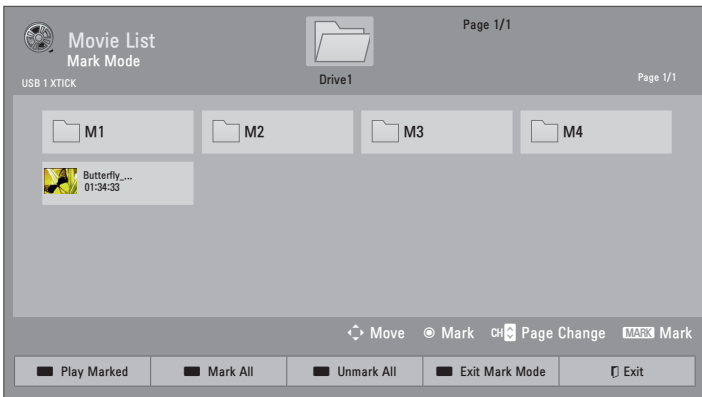 Movie List
Mark Mode
USB 1 XTICK
Drive1
Page 1/1
Page 1/1
M1
M2
M3
M4
Butterfly_...
01:34:33
Move
Mark
CH
Page Change
MARK
Mark
Play Marked
Mark All
Unmark All
Exit Mark Mode
Exit